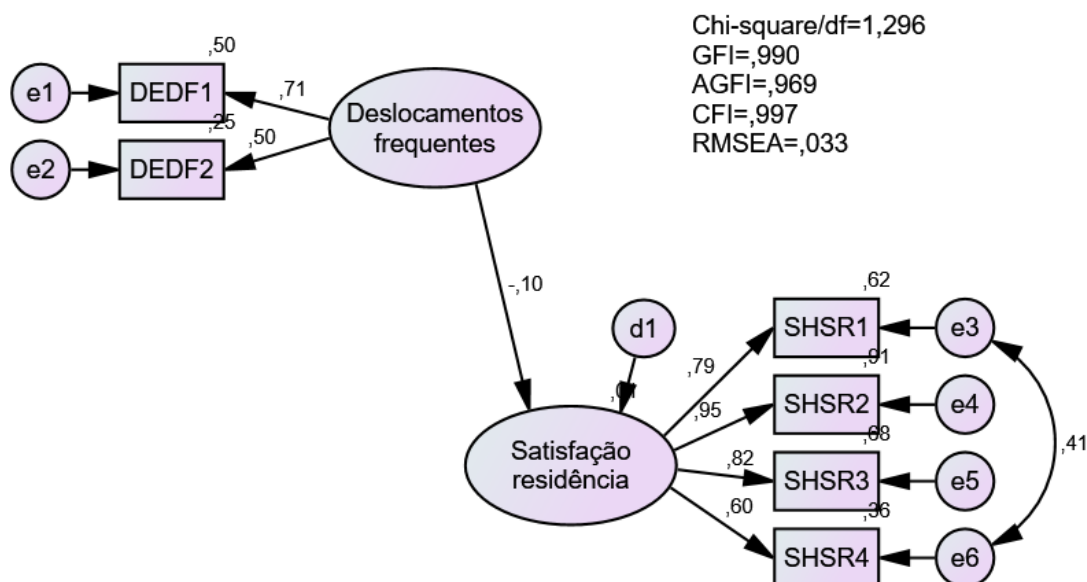 Chi-square/df=1,296
GFI=,990
AGFI=,969
CFI=,997
RMSEA=,033
,50
e1
DEDF1
,71
,25
e2
DEDF2
,50
Deslocamentos
frequentes
-,10
d1
,01
Satisfação
residência
,62
,79
SHSR1
e3
,91
,95
SHSR2
e4
,68
,82
SHSR3
e5
,36
,60
SHSR4
e6
,41